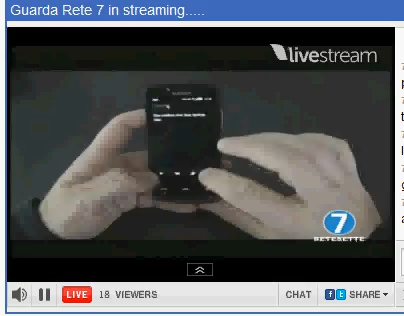 Guarda Rete 7 in streaming.....
livestream
7
RETESETTE
LIVE
18 VIEWERS
CHAT
f
t
SHARE